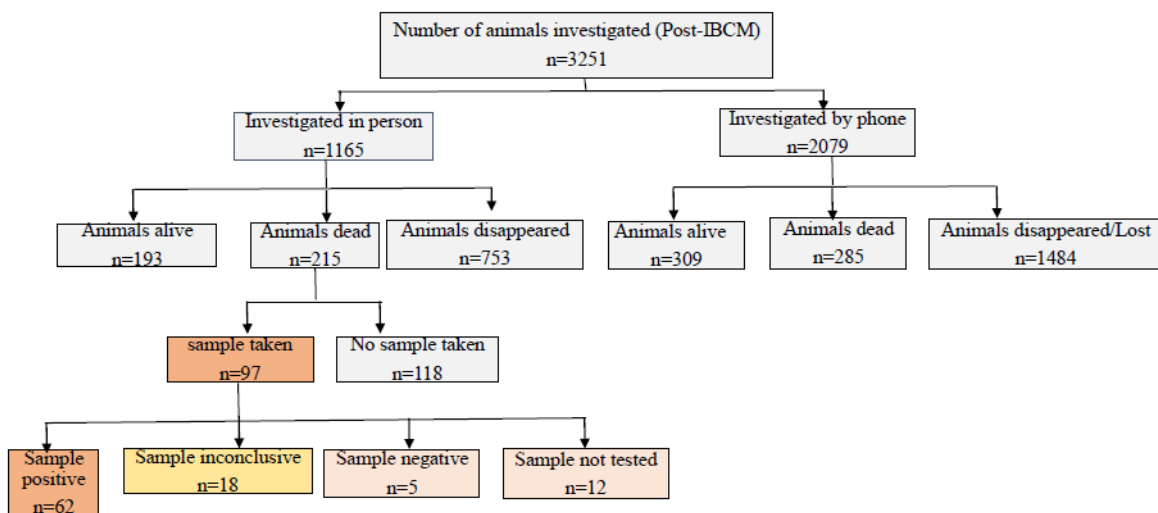 Number of animals investigated (Post-IBCM)
n=3251
Investigated in person
n=1165
Investigated by phone
n=2079
Animals alive
n=193
Animals dead
n=215
Animals disappeared
n=753
Animals alive
n=309
Animals dead
n=285
Animals disappeared/Lost
n=1484
sample taken
n=97
No sample taken
n=118
Sample
positive
n=62
Sample inconclusive
n=18
Sample negative
n=5
Sample not tested
n=12